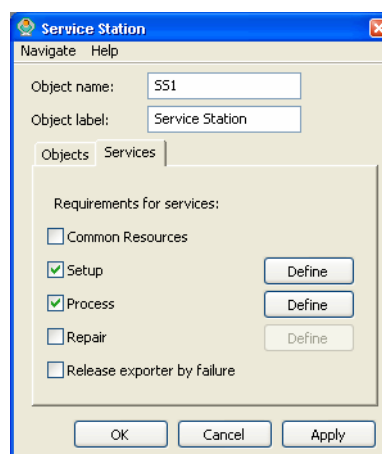 Service Station
Navigate Help
Object name: SS1
Object label: Service Station
Objects Services
Requirements for services:
Common Resources
Setup Define
Process Define
Repair Define
Release exporter by failure
OK Cancel Apply